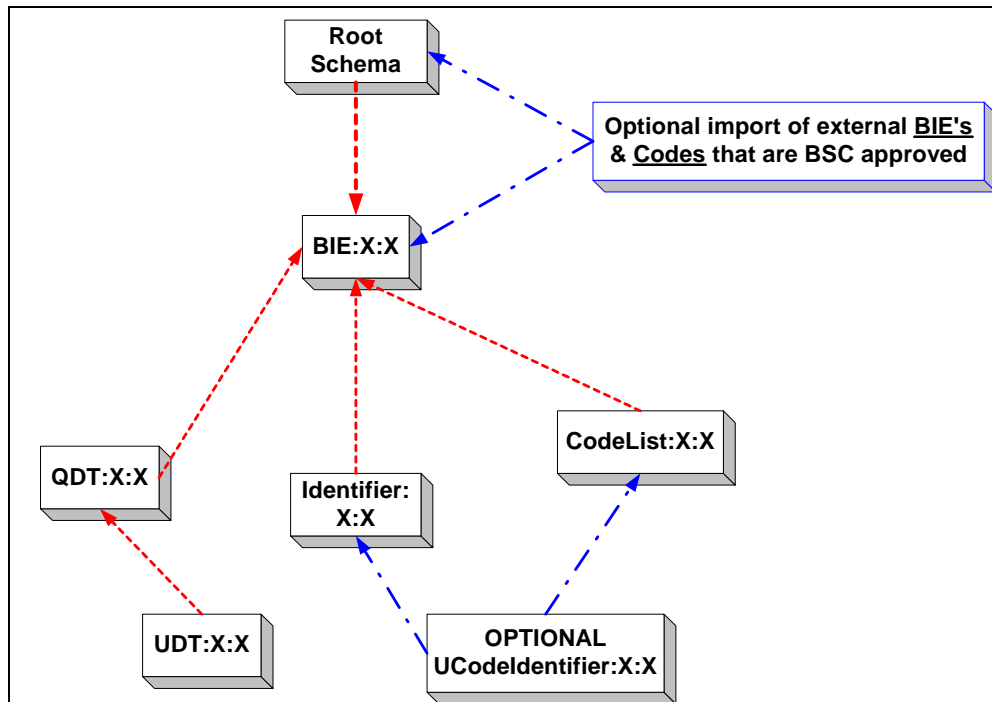 Root
Schema
Optional import of external BIE's
& Codes that are BSC approved
BIE:X:X
CodeList:X:X
QDT:X:X
Identifier:
X:X
UDT:X:X
OPTIONAL
UCodeIdentifier:X:X